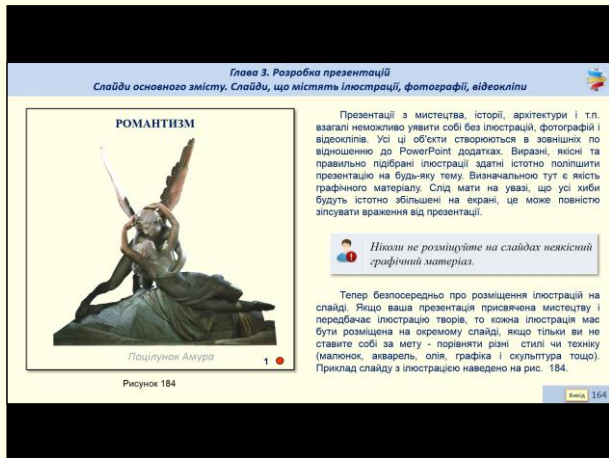 Глава 3. Розробка презентацій
Слайди основного змісту. Слайди, що містять ілюстрації, фотографії, відеокліпи
РОМАНТИЗМ
Поцілунок Амура
1
Рисунок 184
Презентації з мистецтва, історії, архітектури і т.п.
взагалі неможливо уявити собі без ілюстрацій, фотографій і
відеокліпів. Усі ці об'єкти створюються в зовнішніх по
відношенню до PowerPoint додатках. Виразні, якісні та
правильно підібрані ілюстрації здатні істотно поліпшити
презентацію на будь-яку тему. Визначальною тут є якість
графічного матеріалу. Слід мати на увазі, що усі хиби
будуть істотно збільшені на екрані, це може повністю
зіпсувати враження від презентації.
Ніколи не розміщуйте на слайдах неякісний
графічний матеріал.
Тепер безпосередньо про розміщення ілюстрацій на
слайді. Якщо ваша презентація присвячена мистецтву і
передбачає ілюстрацію творів, то кожна ілюстрація має
бути розміщена на окремому слайді, якщо тільки ви не
ставите собі за мету - порівняти різні стилі чи техніку
(малюнок, акварель, олія, графіка і скульптура тощо).
Приклад слайду з ілюстрацією наведено на рис. 184.
Вихід 164